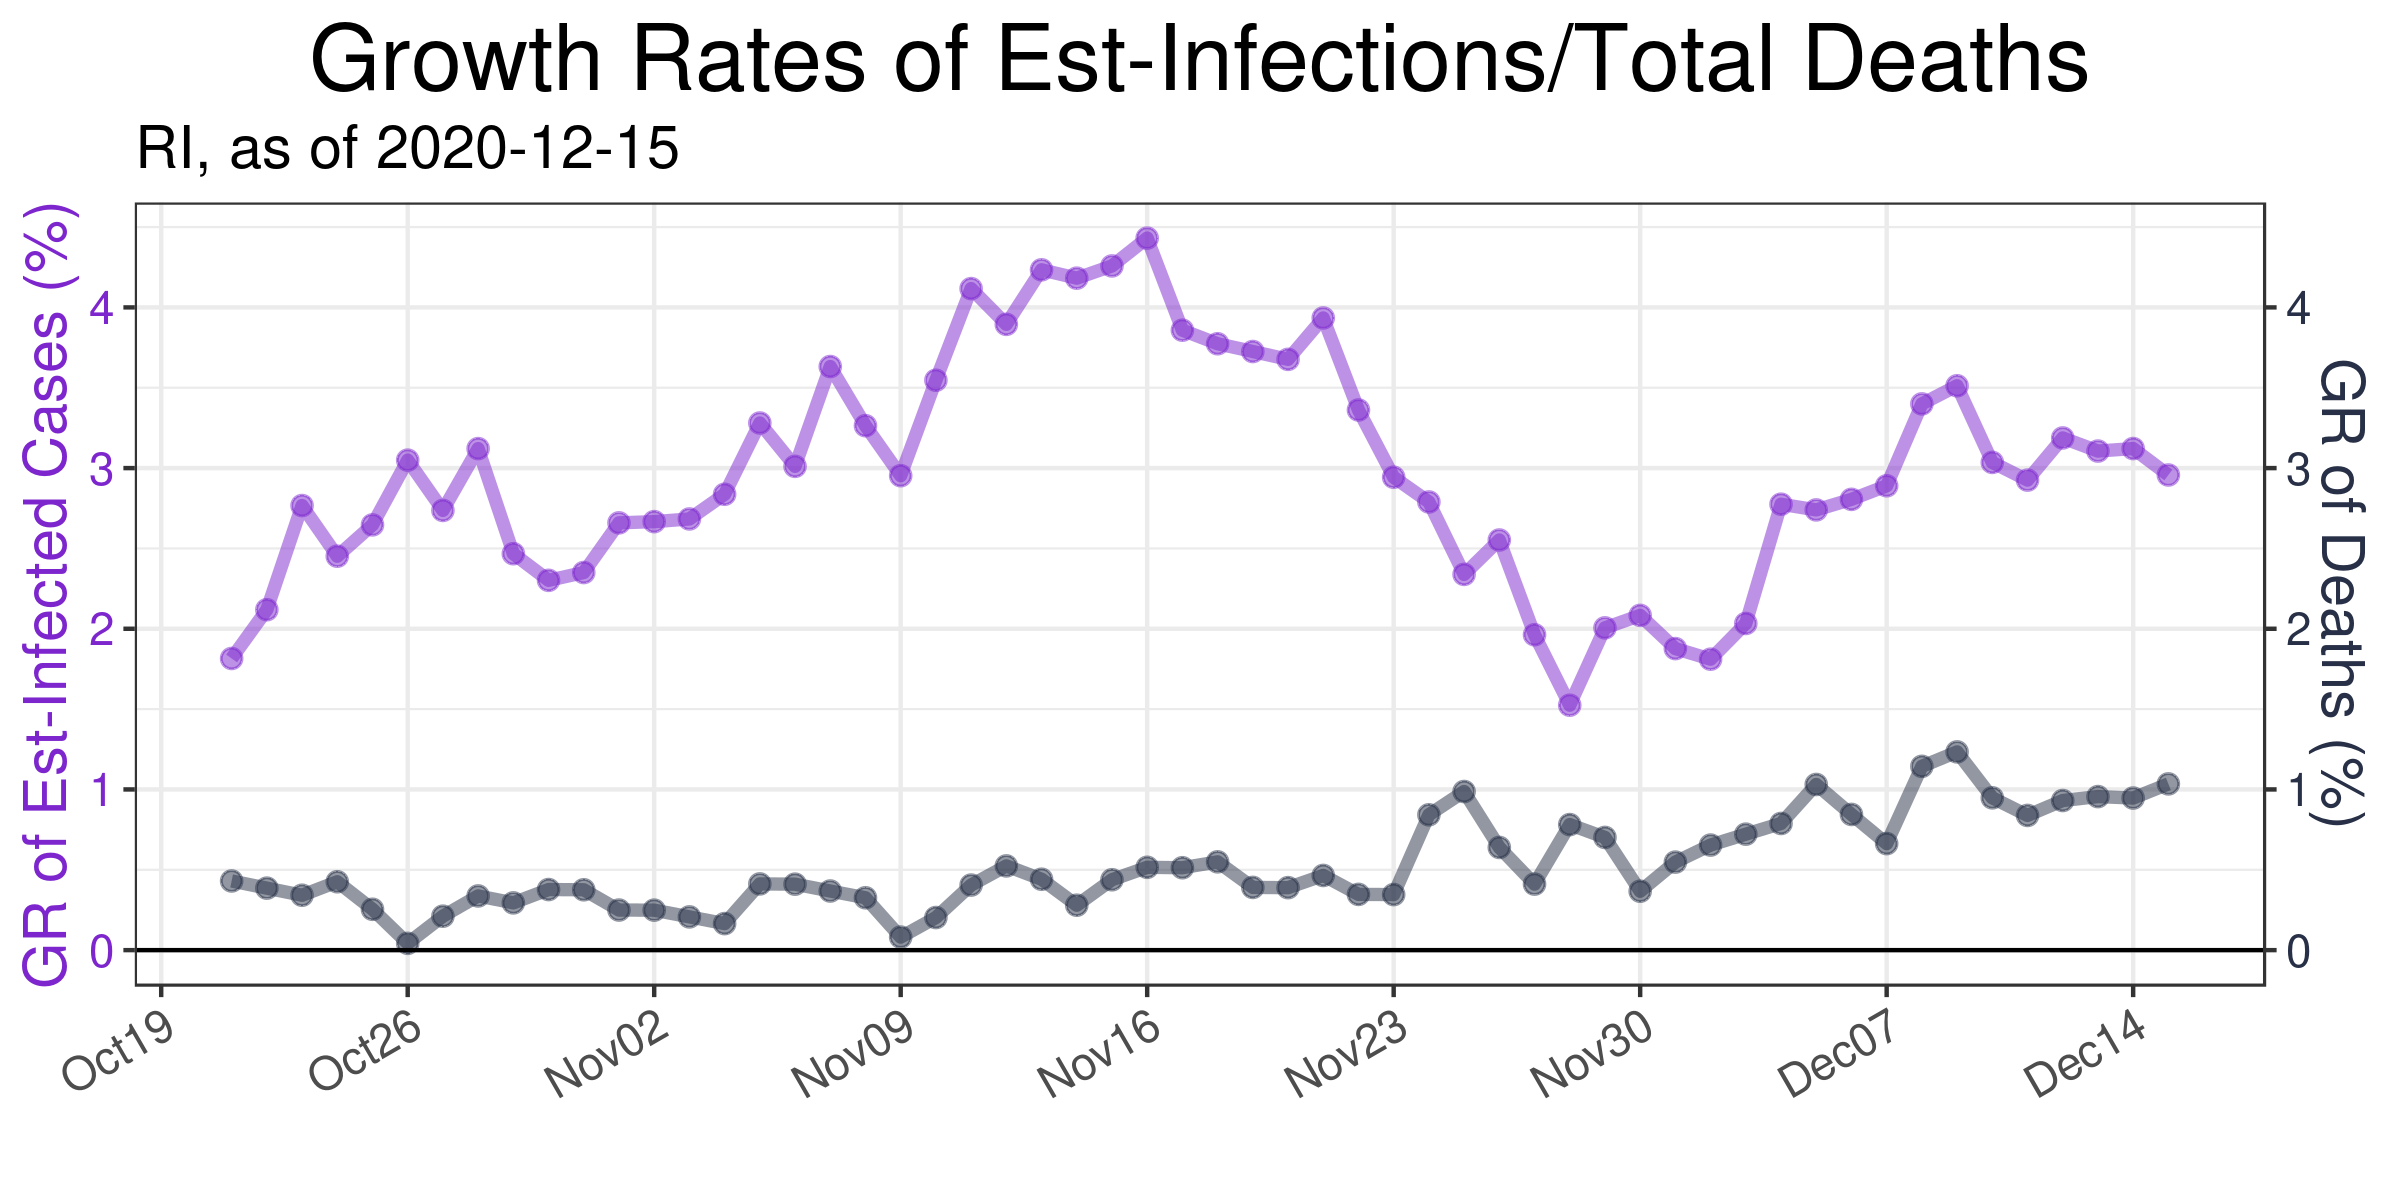 Growth Rates of Est-Infections/Total Deaths
RI, as of 2020-12-15
GR of Est-Infected Cases (%)
4
3
2
1
0
4
3
2
1
0
GR of Deaths (%)
Oct19 Oct26 Nov02 Nov09 Nov16 Nov23 Nov30 Dec07 Dec14